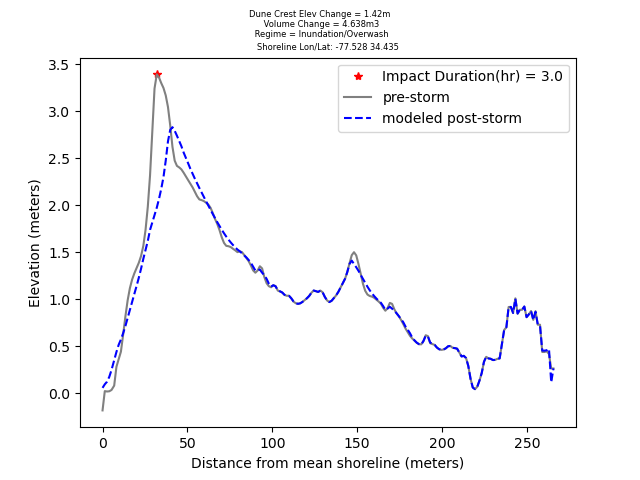 Dune Crest Elev Change = 1.42m
Volume Change = 4.638m3
Regime = Inundation/Overwash
Shoreline Lon/Lat: -77.528 34.435
Impact Duration(hr) = 3.0
pre-storm
modeled post-storm
Elevation (meters)
3.5
3.0
2.5
2.0
1.5
1.0
0.5
0.0
0 50 100 150 200 250
Distance from mean shoreline (meters)